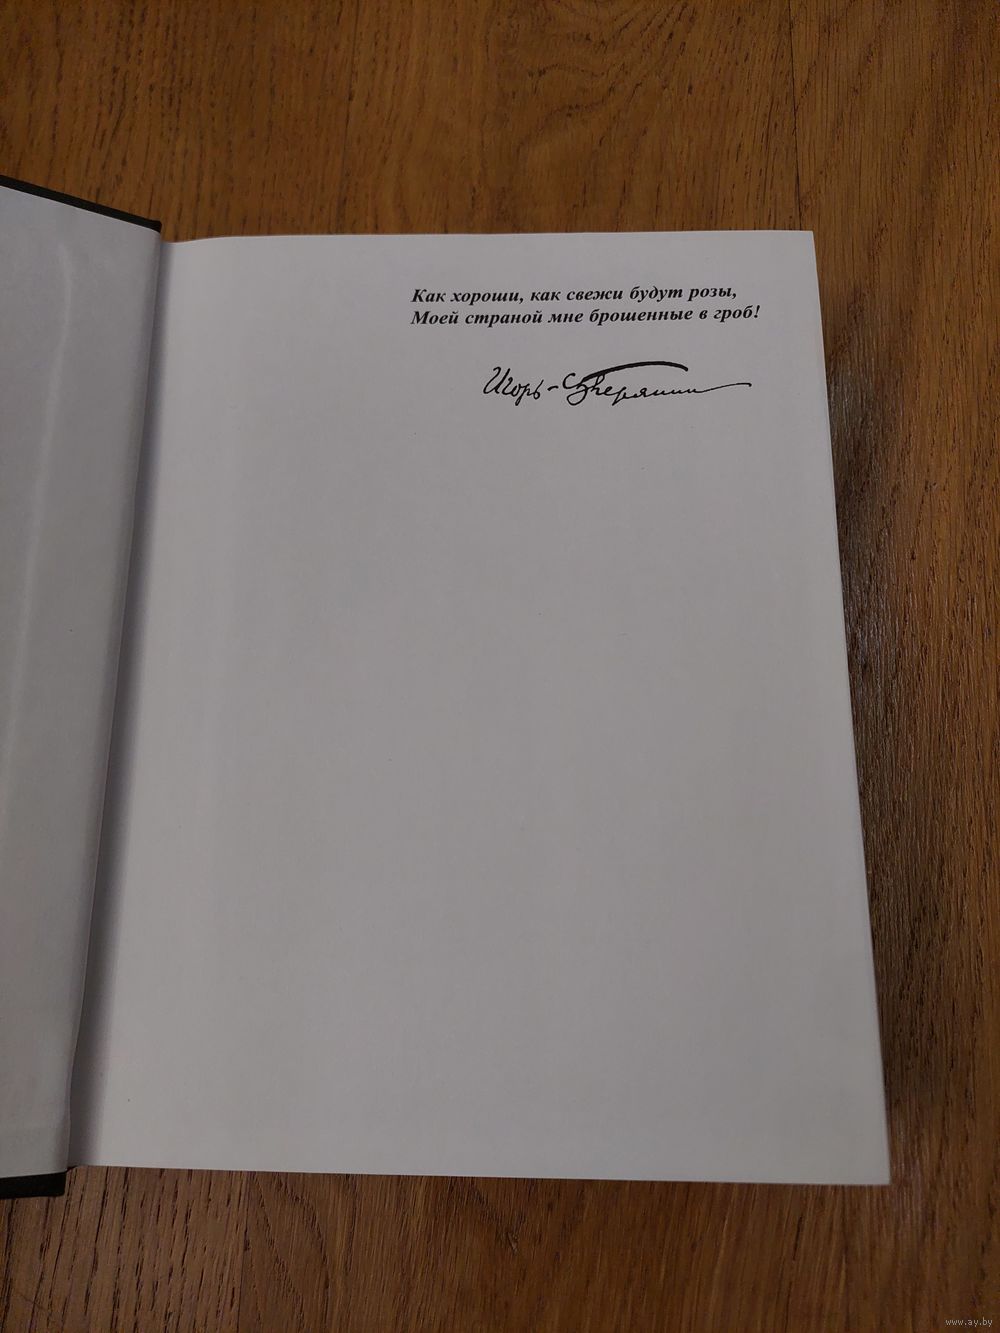 Как хороши, как свежи будут розы,
Моей страной мне брошенные в гроб!
Игорь-Северянин
www.ay.by